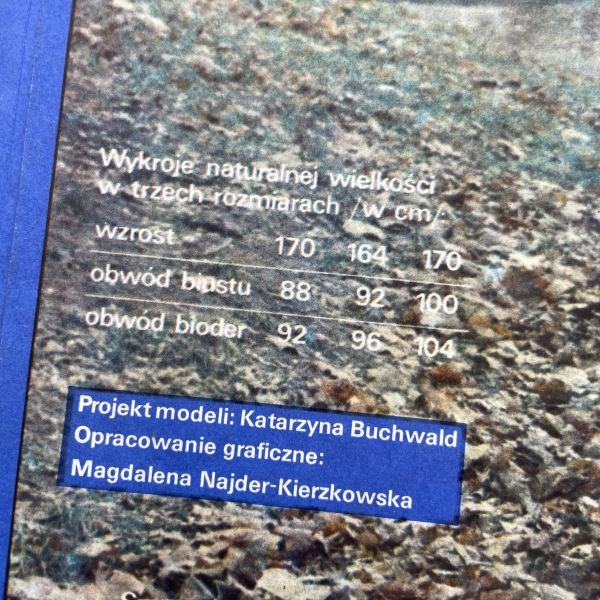 Wykroje naturalnej wielkości
w trzech rozmiarach /w cm/:
wzrost 170 164 170
obwód biustu 88 92 100
obwód bioder 92 96 104
Projekt modeli: Katarzyna Buchwald
Opracowanie graficzne:
Magdalena Najder-Kierzkowska